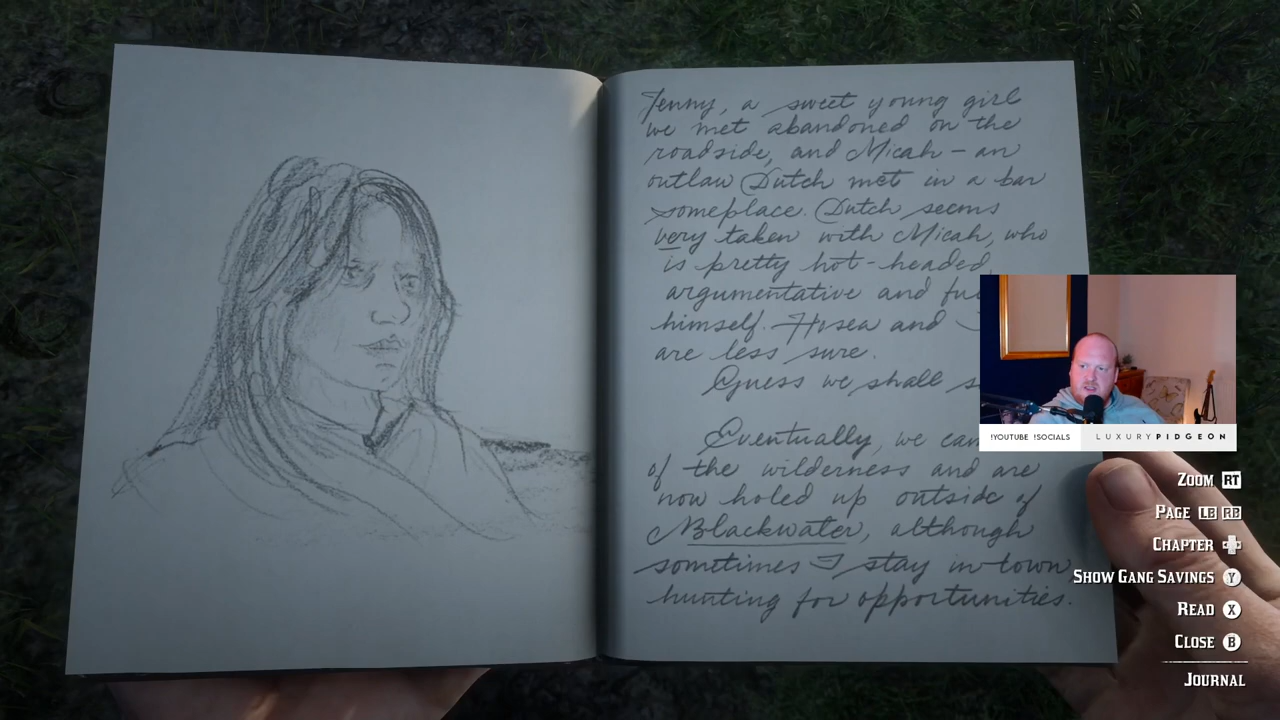 Jenny, a sweet young girl
we met abandoned on the
roadside, and Micah - an
outlaw Dutch met in a bar
someplace. Dutch seems
very taken with Micah, who
is pretty hot-headed,
argumentative and
himself. Hosea and
are less sure.
Guess we shall
Eventually, we
of the wilderness and are
now holed up outside of
Blackwater, although
sometimes I stay in town
hunting for opportunities.
!YOUTUBE !SOCIALS
LUXURYPIDGEON
ZOOM RT
PAGE LB RB
CHAPTER
SHOW GANG SAVINGS Y
READ X
CLOSE B
JOURNAL